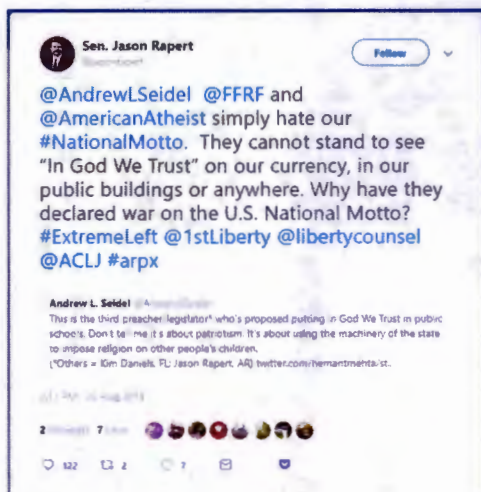 Sen. Jason Rapert
Follow
@AndrewLSeidel @FFRF and
@AmericanAtheist simply hate our
#NationalMotto. They cannot stand to see
"In God We Trust" on our currency, in our
public buildings or anywhere. Why have they
declared war on the U.S. National Motto?
#ExtremeLeft @1stLiberty @libertycounsel
@ACLJ #arpx
Andrew L. Seidel
This is the third preacher legislator* who's proposed putting in God We Trust in public
schools. Don't me it's about patriotism. It's about using the machinery of the state
to impose religion on other people's children.
(*Others = Kim Daniels, FL; Jason Rapert, AR) twitter.com/hemantmehta/st..
2 7
122 2 7